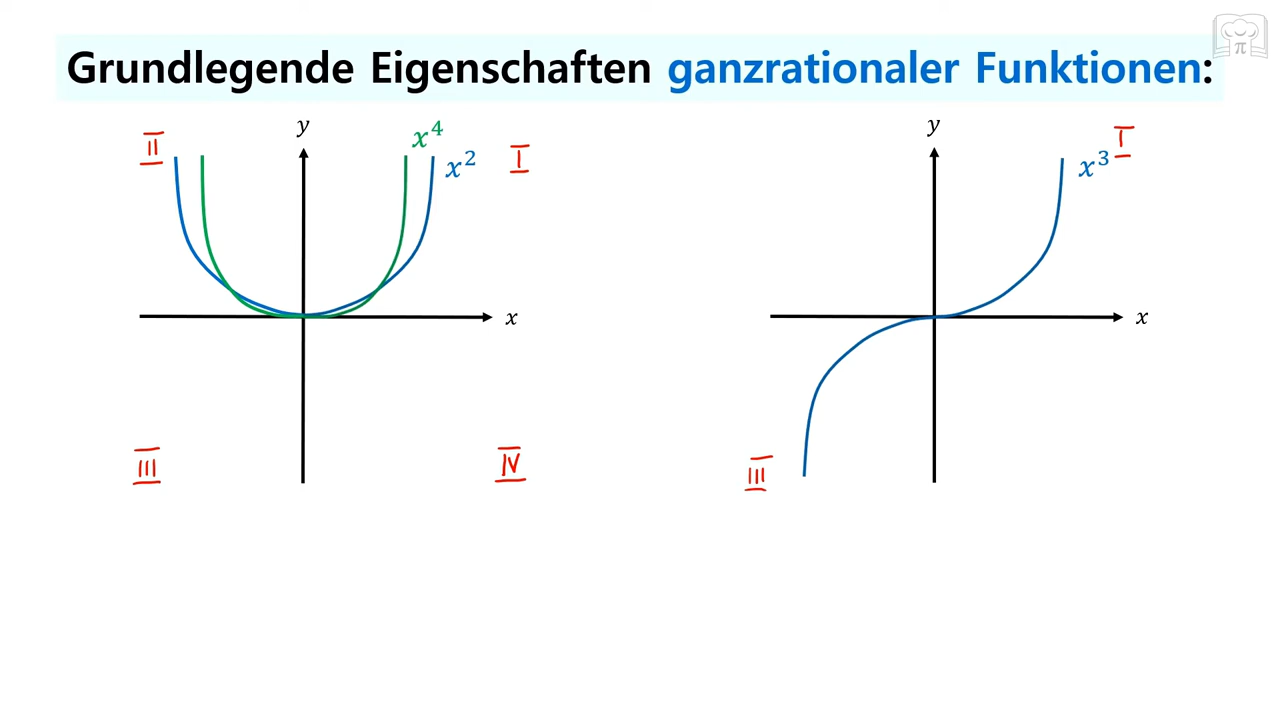 Grundlegende Eigenschaften ganzrationaler Funktionen:
y
II
x⁴
x²
I
x
III
IV
y
I
x³
x
III
π